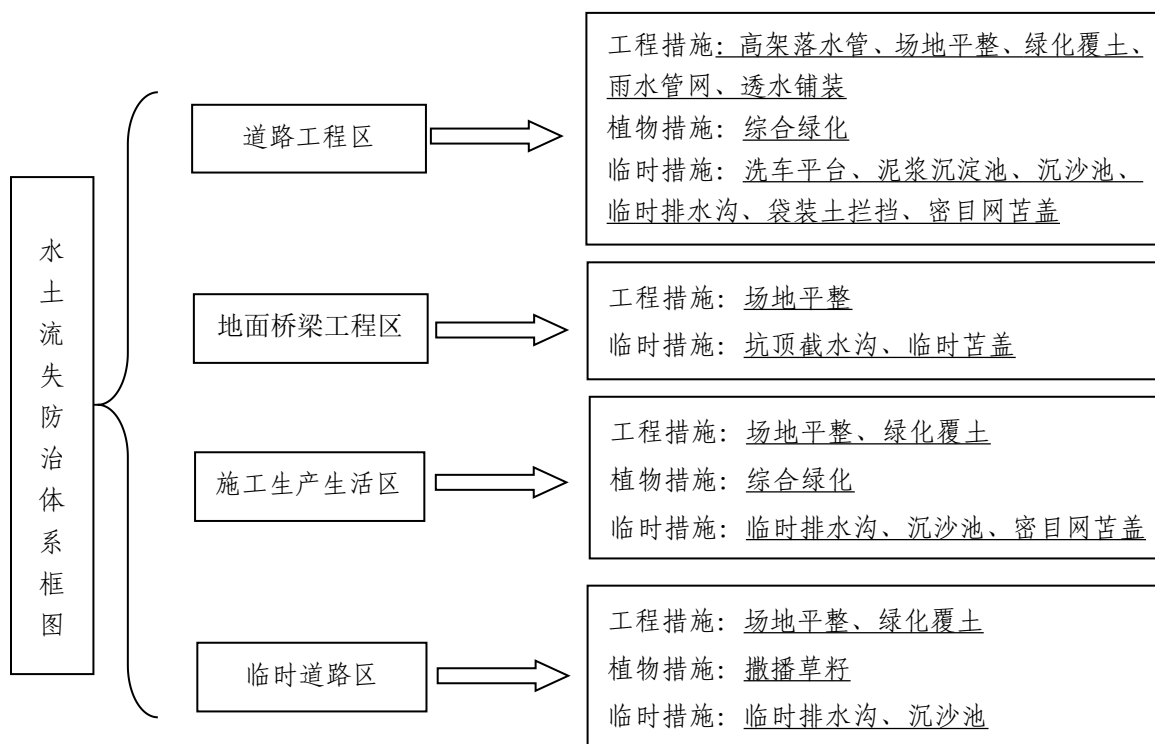 水土流失防治体系框图
道路工程区
工程措施：高架落水管、场地平整、绿化覆土、
雨水管网、透水铺装
植物措施：综合绿化
临时措施：洗车平台、泥浆沉淀池、沉沙池、
临时排水沟、袋装土拦挡、密目网苫盖
地面桥梁工程区
工程措施：场地平整
临时措施：坑顶截水沟、临时苫盖
施工生产生活区
工程措施：场地平整、绿化覆土
植物措施：综合绿化
临时措施：临时排水沟、沉沙池、密目网苫盖
临时道路区
工程措施：场地平整、绿化覆土
植物措施：撒播草籽
临时措施：临时排水沟、沉沙池